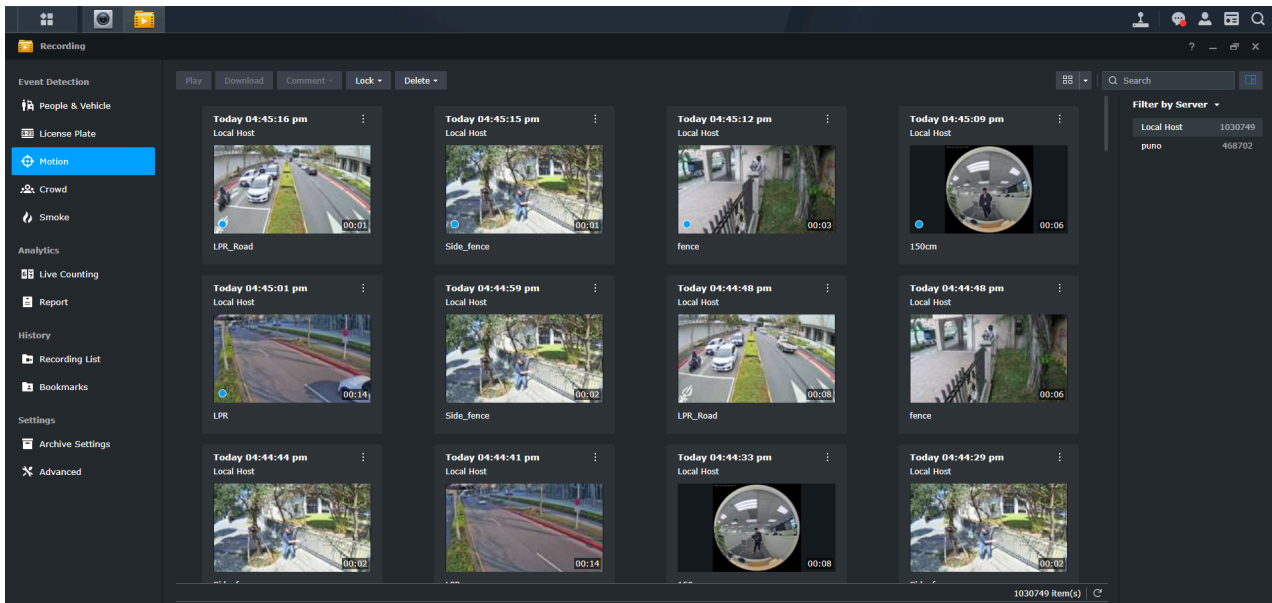 Recording
Event Detection
People & Vehicle
License Plate
Motion
Crowd
Smoke
Analytics
Live Counting
Report
History
Recording List
Bookmarks
Settings
Archive Settings
Advanced
Play
Download
Comment
Lock
Delete
Search
Today 04:45:16 pm
Local Host
00:01
LPR_Road
Today 04:45:15 pm
Local Host
00:01
Side_fence
Today 04:45:12 pm
Local Host
00:03
fence
Today 04:45:09 pm
Local Host
00:06
150cm
Today 04:45:01 pm
Local Host
00:14
LPR
Today 04:44:59 pm
Local Host
00:02
Side_fence
Today 04:44:48 pm
Local Host
00:08
LPR_Road
Today 04:44:48 pm
Local Host
00:06
fence
Today 04:44:44 pm
Local Host
00:02
Today 04:44:41 pm
Local Host
00:14
Today 04:44:33 pm
Local Host
00:08
Today 04:44:29 pm
Local Host
00:02
Filter by Server
Local Host 1030749
puno 468702
1030749 item(s)